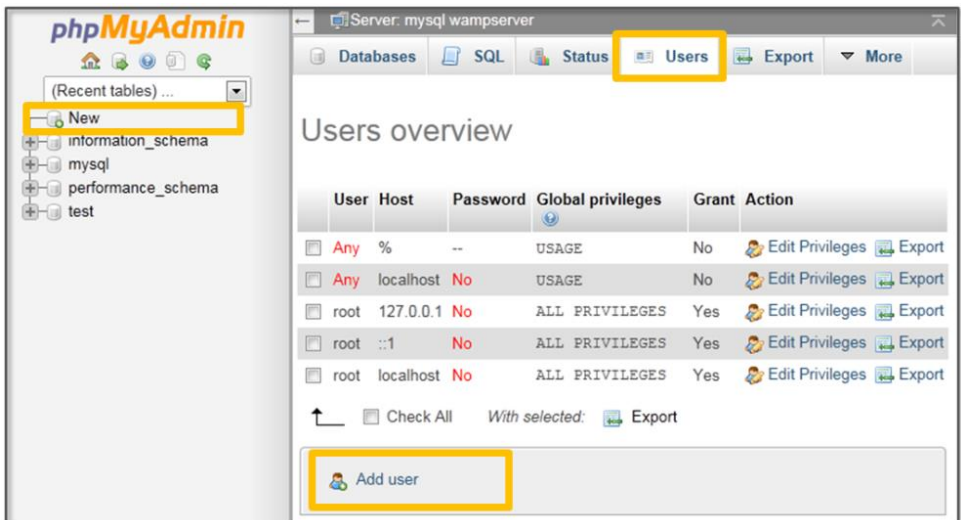 phpMyAdmin
(Recent tables) ...
New
information_schema
mysql
performance_schema
test
Server: mysql wampserver
Databases SQL Status Users Export More
Users overview
User Host Password Global privileges Grant Action
Any % -- USAGE No Edit Privileges Export
Any localhost No USAGE No Edit Privileges Export
root 127.0.0.1 No ALL PRIVILEGES Yes Edit Privileges Export
root ::1 No ALL PRIVILEGES Yes Edit Privileges Export
root localhost No ALL PRIVILEGES Yes Edit Privileges Export
Check All With selected: Export
Add user